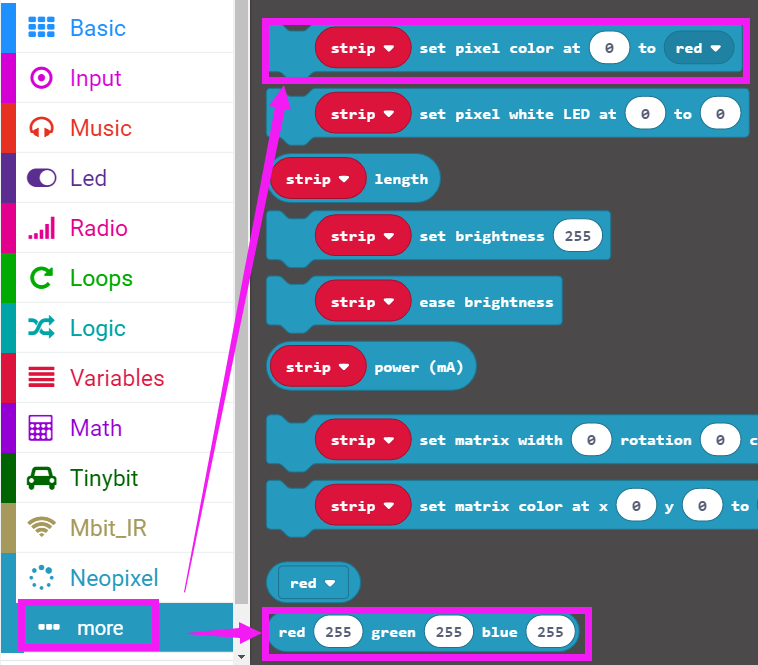 Basic
Input
Music
Led
Radio
Loops
Logic
Variables
Math
Tinybit
Mbit_IR
Neopixel
more
strip set pixel color at 0 to red
strip set pixel white LED at 0 to 0
strip length
strip set brightness 255
strip ease brightness
strip power (mA)
strip set matrix width 0 rotation 0 c
strip set matrix color at x 0 y 0 to
red
red 255 green 255 blue 255